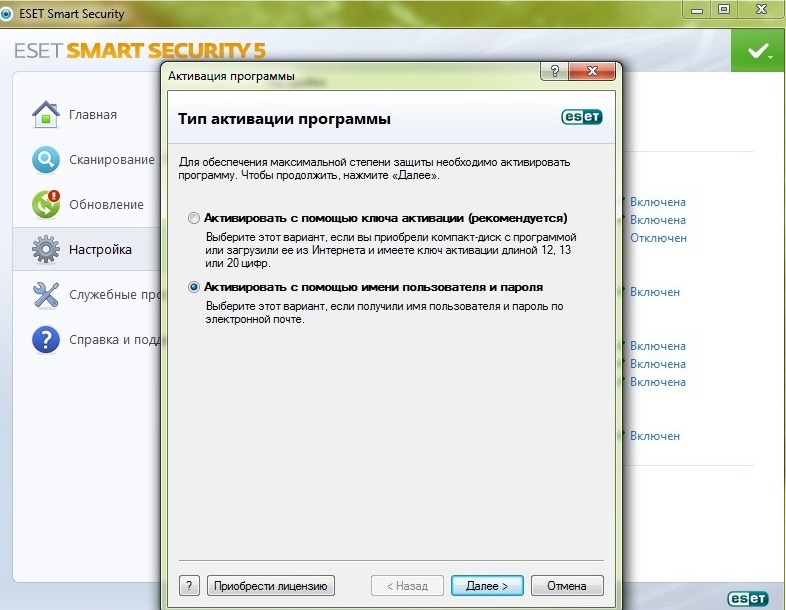 ESET Smart Security
ESET SMART SECURITY 5
Активация программы
?
Тип активации программы
eset
Для обеспечения максимальной степени защиты необходимо активировать
программу. Чтобы продолжить, нажмите «Далее».
Активировать с помощью ключа активации (рекомендуется)
Выберите этот вариант, если вы приобрели компакт-диск с программой
или загрузили ее из Интернета и имеете ключ активации длиной 12, 13
или 20 цифр.
Активировать с помощью имени пользователя и пароля
Выберите этот вариант, если получили имя пользователя и пароль по
электронной почте.
? Приобрести лицензию < Назад Далее > Отмена
Главная
Сканирование
Обновление
Настройка
Служебные
Справка и
Включена
Включена
Отключен
Включен
Включена
Включена
Включена
Включен
eset